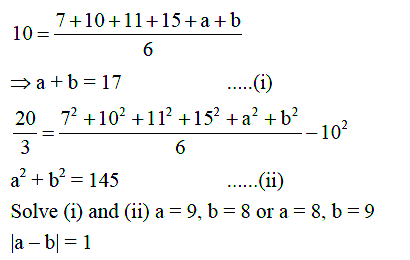 10 = (7 + 10 + 11 + 15 + a + b) / 6
⇒ a + b = 17 .....(i)
20/3 = (7² + 10² + 11² + 15² + a² + b²) / 6 − 10²
a² + b² = 145 ......(ii)
Solve (i) and (ii) a = 9, b = 8 or a = 8, b = 9
|a – b| = 1